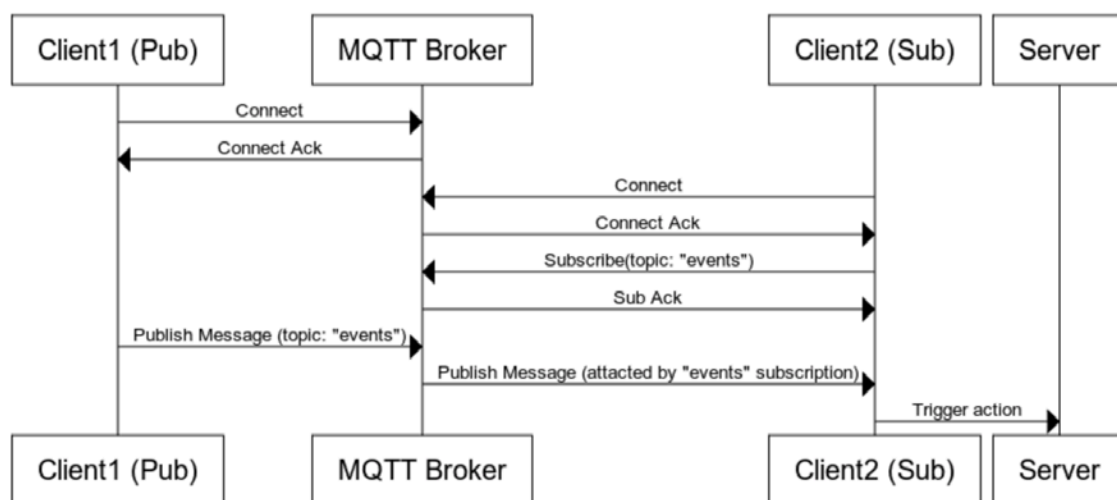 Client1 (Pub)
MQTT Broker
Client2 (Sub)
Server
Connect
Connect Ack
Connect
Connect Ack
Subscribe(topic: "events")
Sub Ack
Publish Message (topic: "events")
Publish Message (attacted by "events" subscription)
Trigger action
Client1 (Pub)
MQTT Broker
Client2 (Sub)
Server